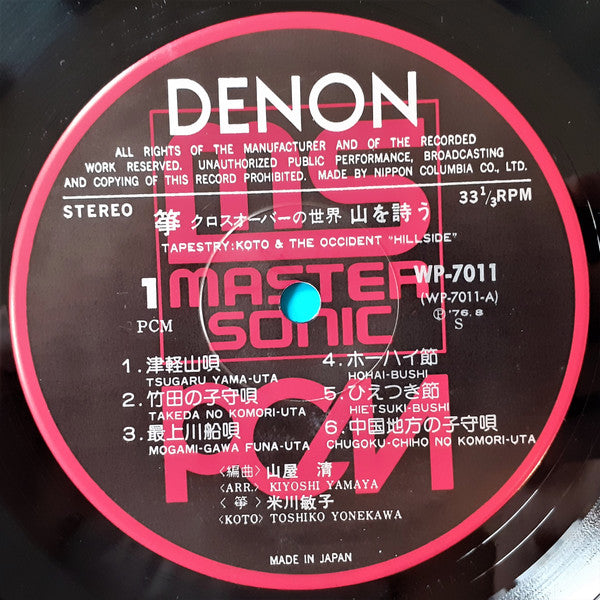 DENON
ALL RIGHTS OF THE MANUFACTURER AND OF THE RECORDED
WORK RESERVED. UNAUTHORIZED PUBLIC PERFORMANCE, BROADCASTING
AND COPYING OF THIS RECORD PROHIBITED. MADE BY NIPPON COLUMBIA CO., LTD.
STEREO
箏 クロスオーバーの世界 山を詩う
33 1/3 RPM
TAPESTRY: KOTO & THE OCCIDENT "HILLSIDE"
MS
MASTER
SONIC
PCM
1
PCM
WP-7011
(WP-7011-A)
Ⓟ '76.8
S
1. 津軽山唄
TSUGARU YAMA-UTA
2. 竹田の子守唄
TAKEDA NO KOMORI-UTA
3. 最上川船唄
MOGAMI-GAWA FUNA-UTA
4. ホーハイ節
HOHAI-BUSHI
5. ひえつき節
HIETSUKI-BUSHI
6. 中国地方の子守唄
CHUGOKU-CHIHO NO KOMORI-UTA
〈編曲〉 山屋 清
〈ARR.〉 KIYOSHI YAMAYA
〈箏〉 米川敏子
〈KOTO〉 TOSHIKO YONEKAWA
MADE IN JAPAN